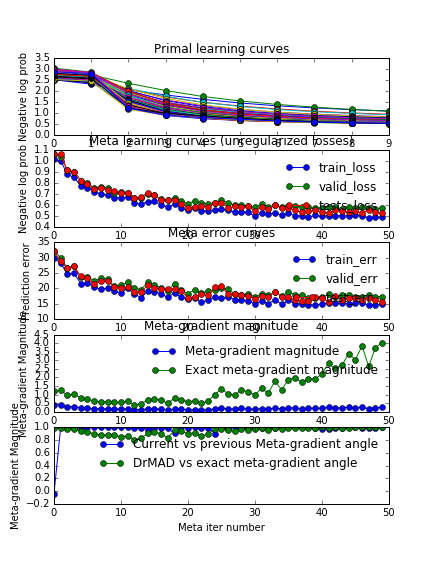 Primal learning curves
Negative log prob
3.5
3.0
2.5
2.0
1.5
1.0
0.5
0.0
0 1 2 3 4 5 6 7 8 9
Meta learning curves (unregularized losses)
Negative log prob
1.1
1.0
0.9
0.8
0.7
0.6
0.5
0.4
train_loss
valid_loss
tests_loss
0 10 20 30 40 50
Meta error curves
prediction error
35
30
25
20
15
10
train_err
valid_err
0 10 20 30 40 50
Meta-gradient manitude
Meta-gradient Magnitude
4.5
4.0
3.5
3.0
2.5
2.0
1.5
1.0
0.5
0.0
Meta-gradient magnitude
Exact meta-gradient magnitude
0 10 20 30 40 50
Meta-gradient Magnitude
1.0
0.8
0.6
0.4
0.2
0.0
-0.2
Current vs previous Meta-gradient angle
DrMAD vs exact meta-gradient angle
0 10 20 30 40 50
Meta iter number